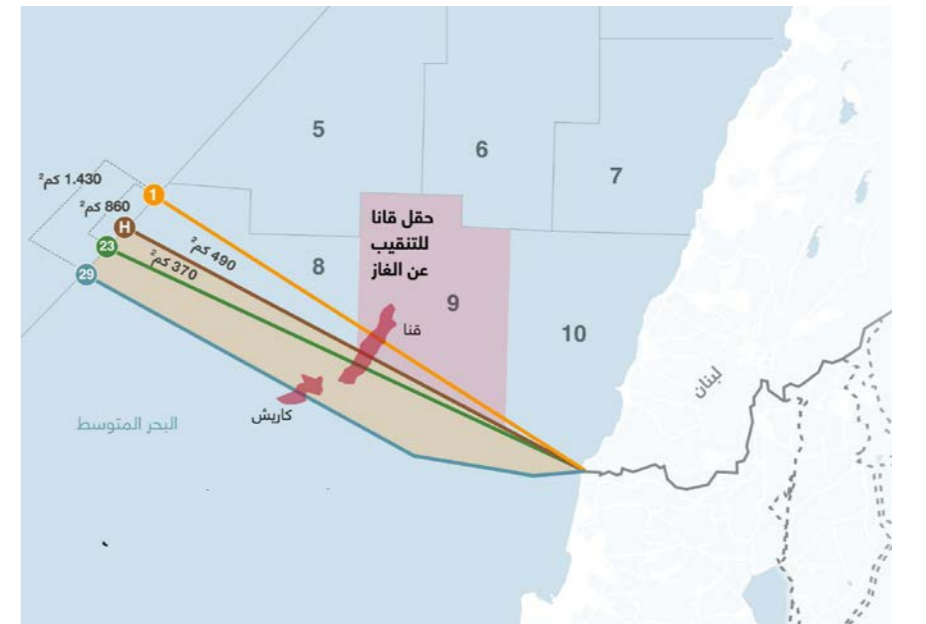 5
6
7
1.430 كم²
1
860 كم²
H
23
29
490 كم²
370 كم²
8
حقل قانا
للتنقيب
عن الغاز
9
قنا
10
كاريش
لبنان
البحر المتوسط